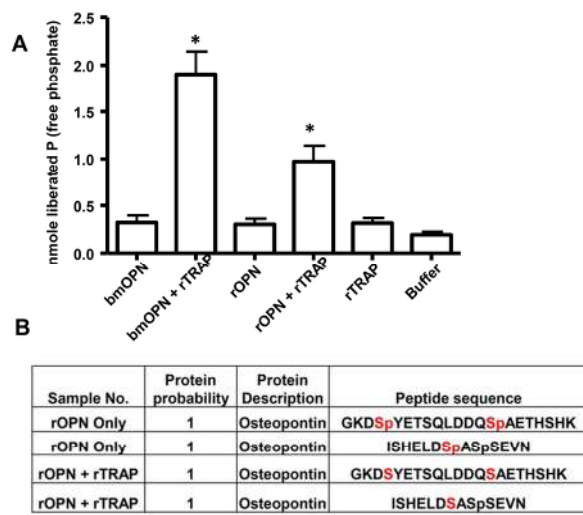 A
nmole liberated P (free phosphate)
2.5
2.0
1.5
1.0
0.5
0.0
*
*
bmOPN
bmOPN + rTRAP
rOPN
rOPN + rTRAP
rTRAP
Buffer
B
Sample No. Protein probability Protein Description Peptide sequence
rOPN Only 1 Osteopontin GKDSpYETSQLDDQSpAETHSHK
rOPN Only 1 Osteopontin ISHELDSpASpSEVN
rOPN + rTRAP 1 Osteopontin GKDSYETSQLDDQSAETHSHK
rOPN + rTRAP 1 Osteopontin ISHELDSASpSEVN